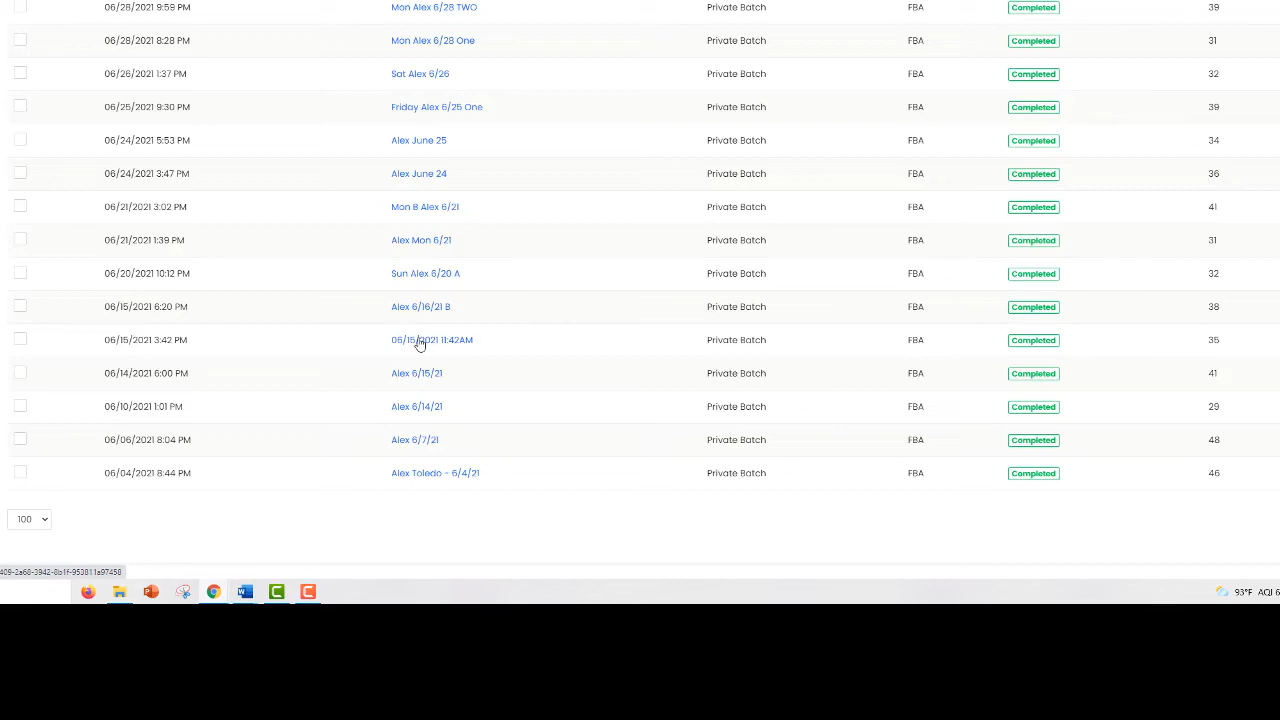 06/28/2021 9:59 PM Mon Alex 6/28 TWO Private Batch FBA Completed 39
06/28/2021 8:28 PM Mon Alex 6/28 One Private Batch FBA Completed 31
06/26/2021 1:37 PM Sat Alex 6/26 Private Batch FBA Completed 32
06/25/2021 9:30 PM Friday Alex 6/25 One Private Batch FBA Completed 39
06/24/2021 5:53 PM Alex June 25 Private Batch FBA Completed 34
06/24/2021 3:47 PM Alex June 24 Private Batch FBA Completed 36
06/21/2021 3:02 PM Mon B Alex 6/21 Private Batch FBA Completed 41
06/21/2021 1:39 PM Alex Mon 6/21 Private Batch FBA Completed 31
06/20/2021 10:12 PM Sun Alex 6/20 A Private Batch FBA Completed 32
06/15/2021 6:20 PM Alex 6/16/21 B Private Batch FBA Completed 38
06/15/2021 3:42 PM 06/15/2021 11:42AM Private Batch FBA Completed 35
06/14/2021 6:00 PM Alex 6/15/21 Private Batch FBA Completed 41
06/10/2021 1:01 PM Alex 6/14/21 Private Batch FBA Completed 29
06/06/2021 8:04 PM Alex 6/7/21 Private Batch FBA Completed 48
06/04/2021 8:44 PM Alex Toledo - 6/4/21 Private Batch FBA Completed 46
100
409-2a68-3942-8b1f-953811a97458
93°F AQI 6